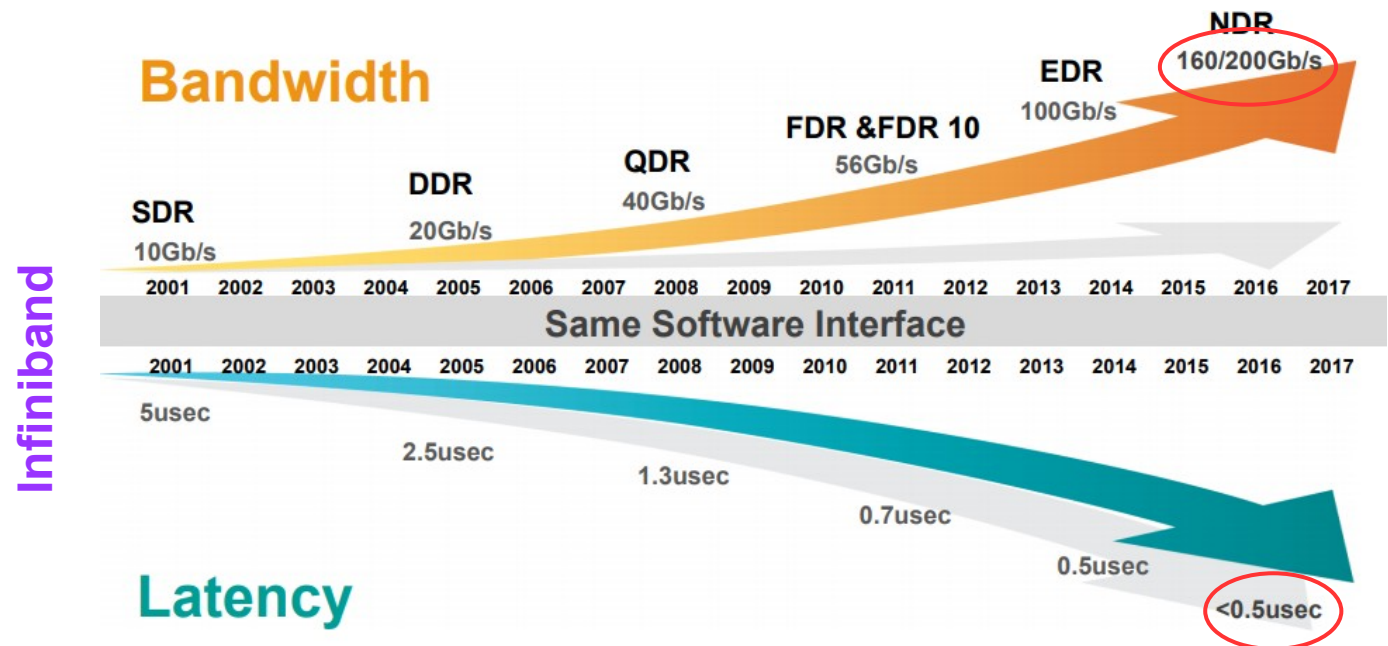 NDR
160/200Gb/s
Bandwidth
EDR
100Gb/s
FDR &FDR 10
56Gb/s
QDR
40Gb/s
DDR
20Gb/s
SDR
10Gb/s
2001 2002 2003 2004 2005 2006 2007 2008 2009 2010 2011 2012 2013 2014 2015 2016 2017
Infiniband
Same Software Interface
2001 2002 2003 2004 2005 2006 2007 2008 2009 2010 2011 2012 2013 2014 2015 2016 2017
5usec
2.5usec
1.3usec
0.7usec
0.5usec
<0.5usec
Latency